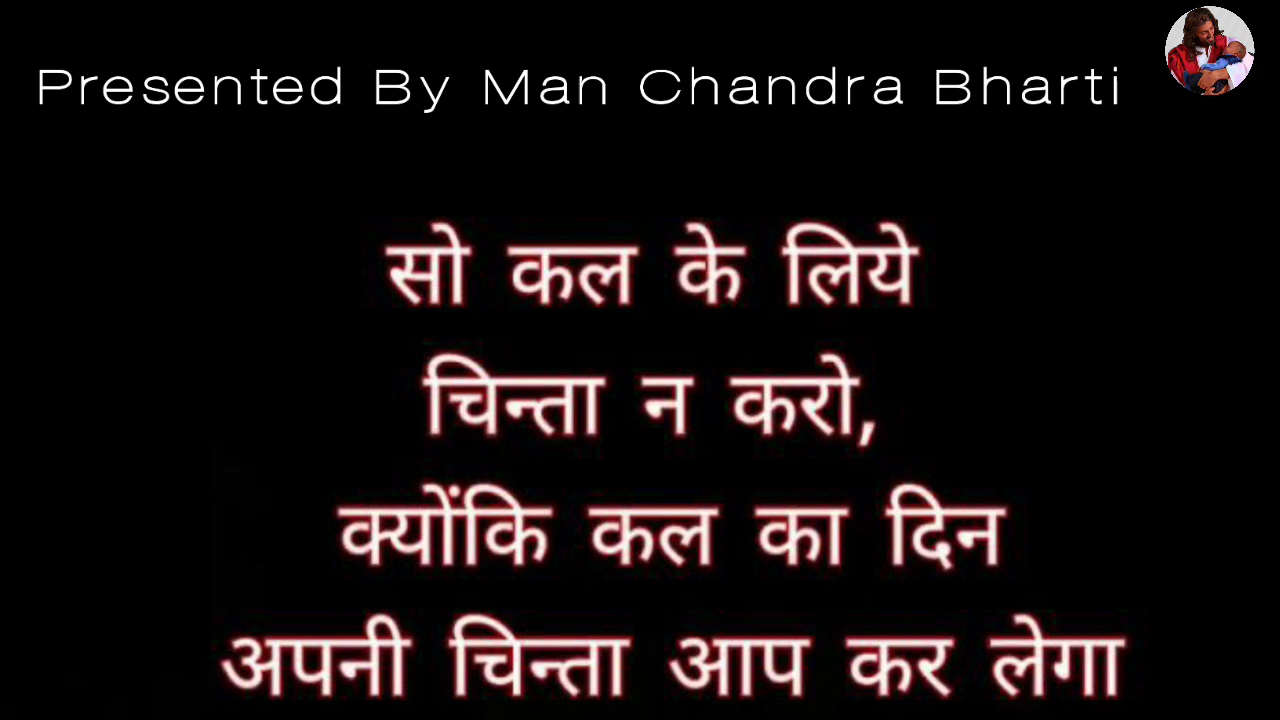 Presented By Man Chandra Bharti
सो कल के लिये
चिन्ता न करो,
क्योंकि कल का दिन
अपनी चिन्ता आप कर लेगा